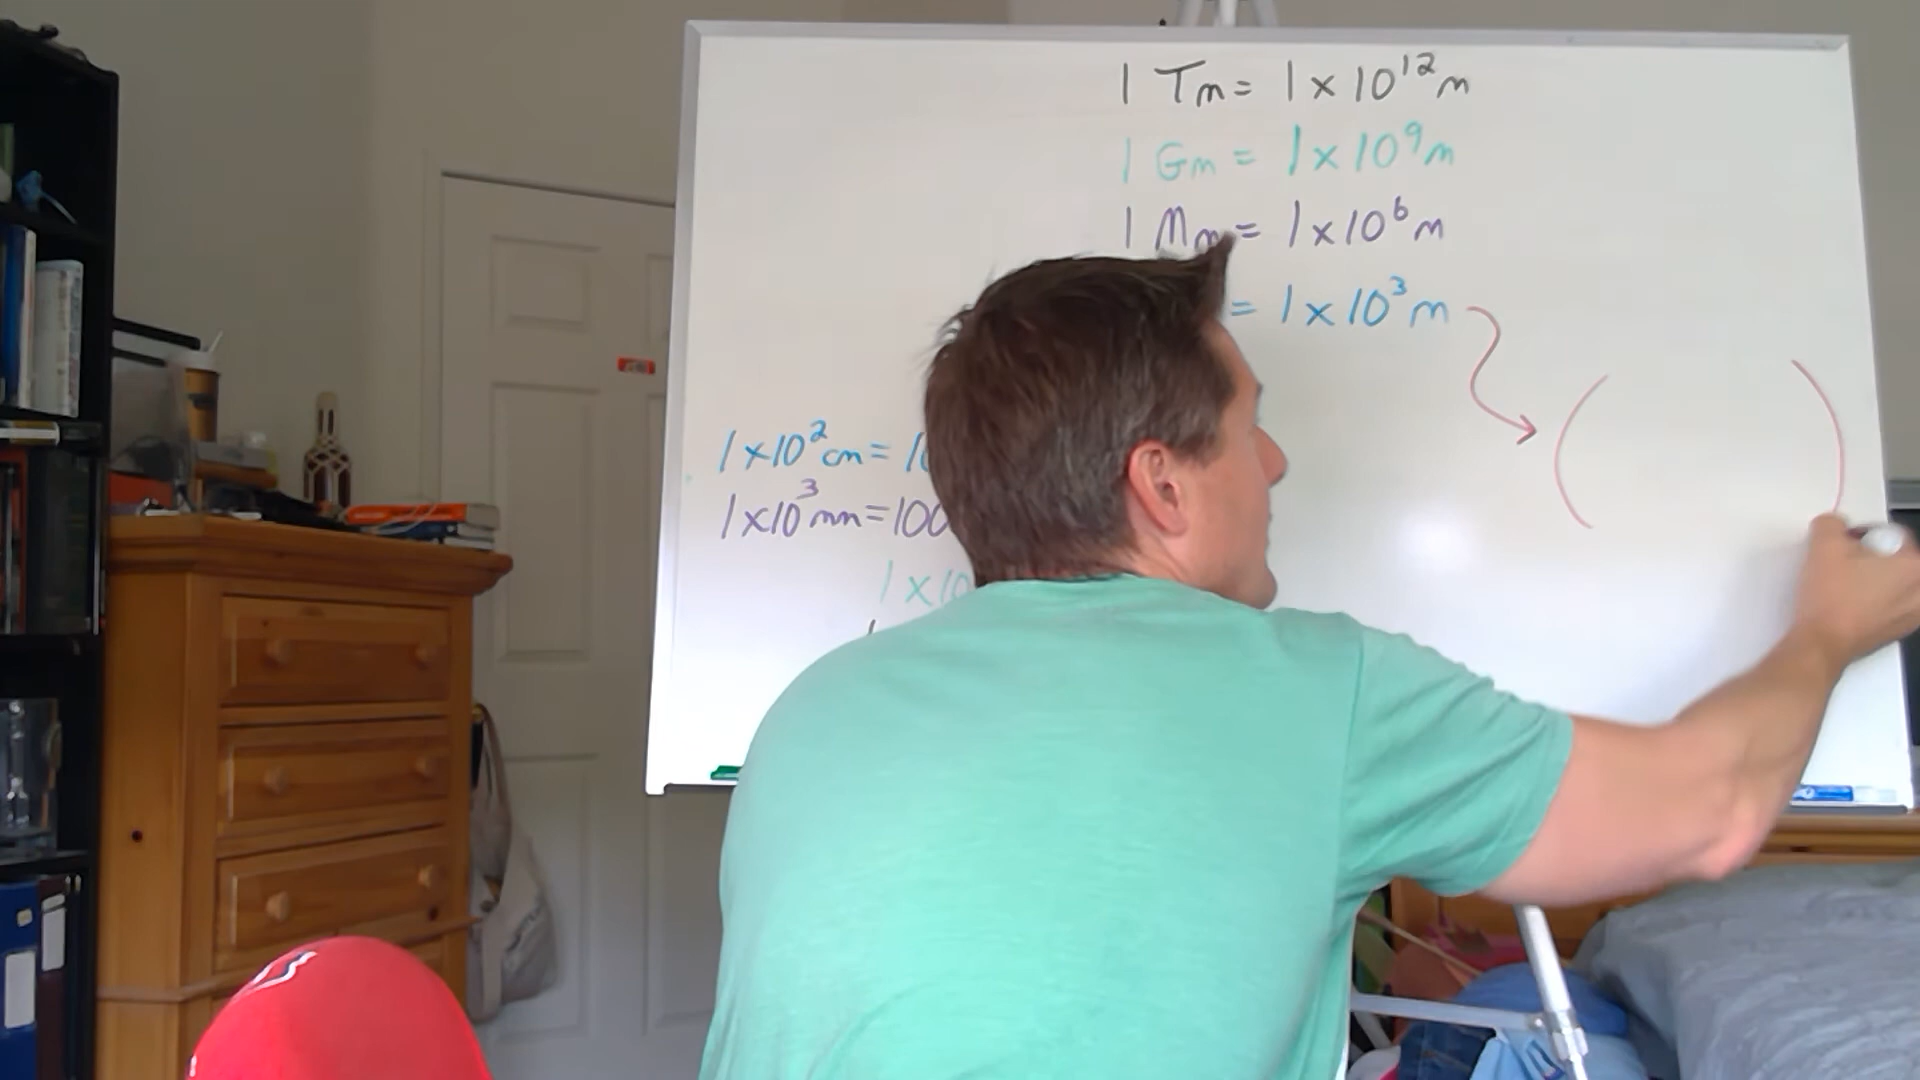 1 Tm = 1 x 10¹² m
1 Gm = 1 x 10⁹ m
1 Mm = 1 x 10⁶ m
= 1 x 10³ m
1 x 10² cm = 10
1 x 10³ mm = 100
1 x 10